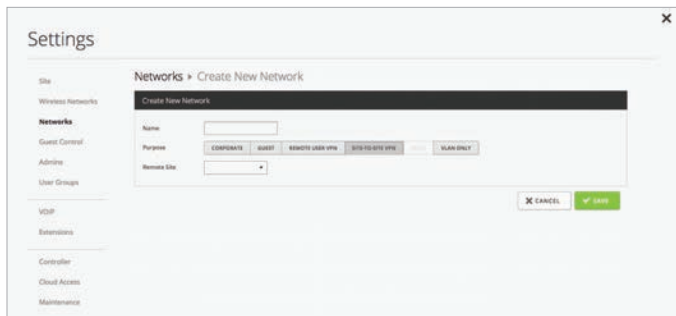 Settings
Site
Wireless Networks
Networks
Guest Control
Admins
User Groups
VOIP
Extensions
Controller
Cloud Access
Maintenance
Networks ▸ Create New Network
Create New Network
Name
Purpose CORPORATE GUEST REMOTE USER VPN SITE-TO-SITE VPN VLAN ONLY
Remote Site
CANCEL SAVE